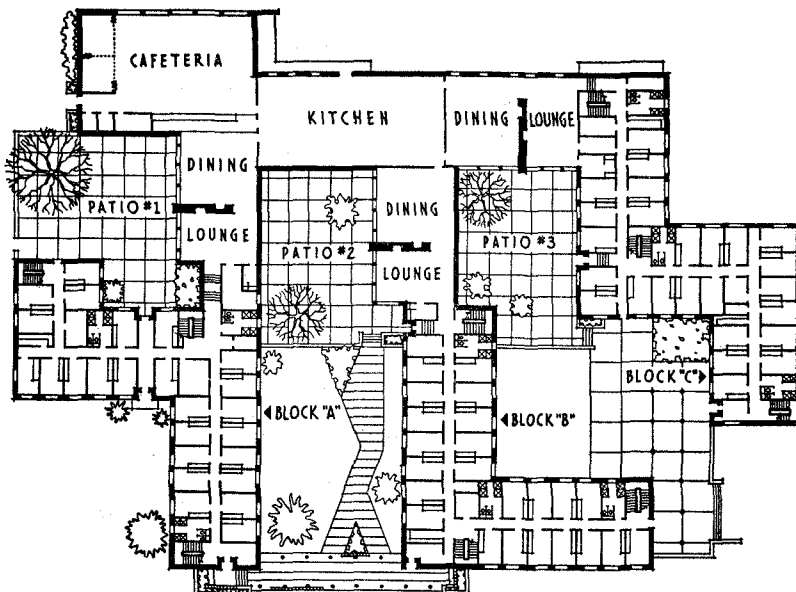 CAFETERIA
KITCHEN
DINING
LOUNGE
DINING
PATIO #1
DINING
LOUNGE
PATIO #2
PATIO #3
LOUNGE
BLOCK "C"
BLOCK "A"
BLOCK "B"